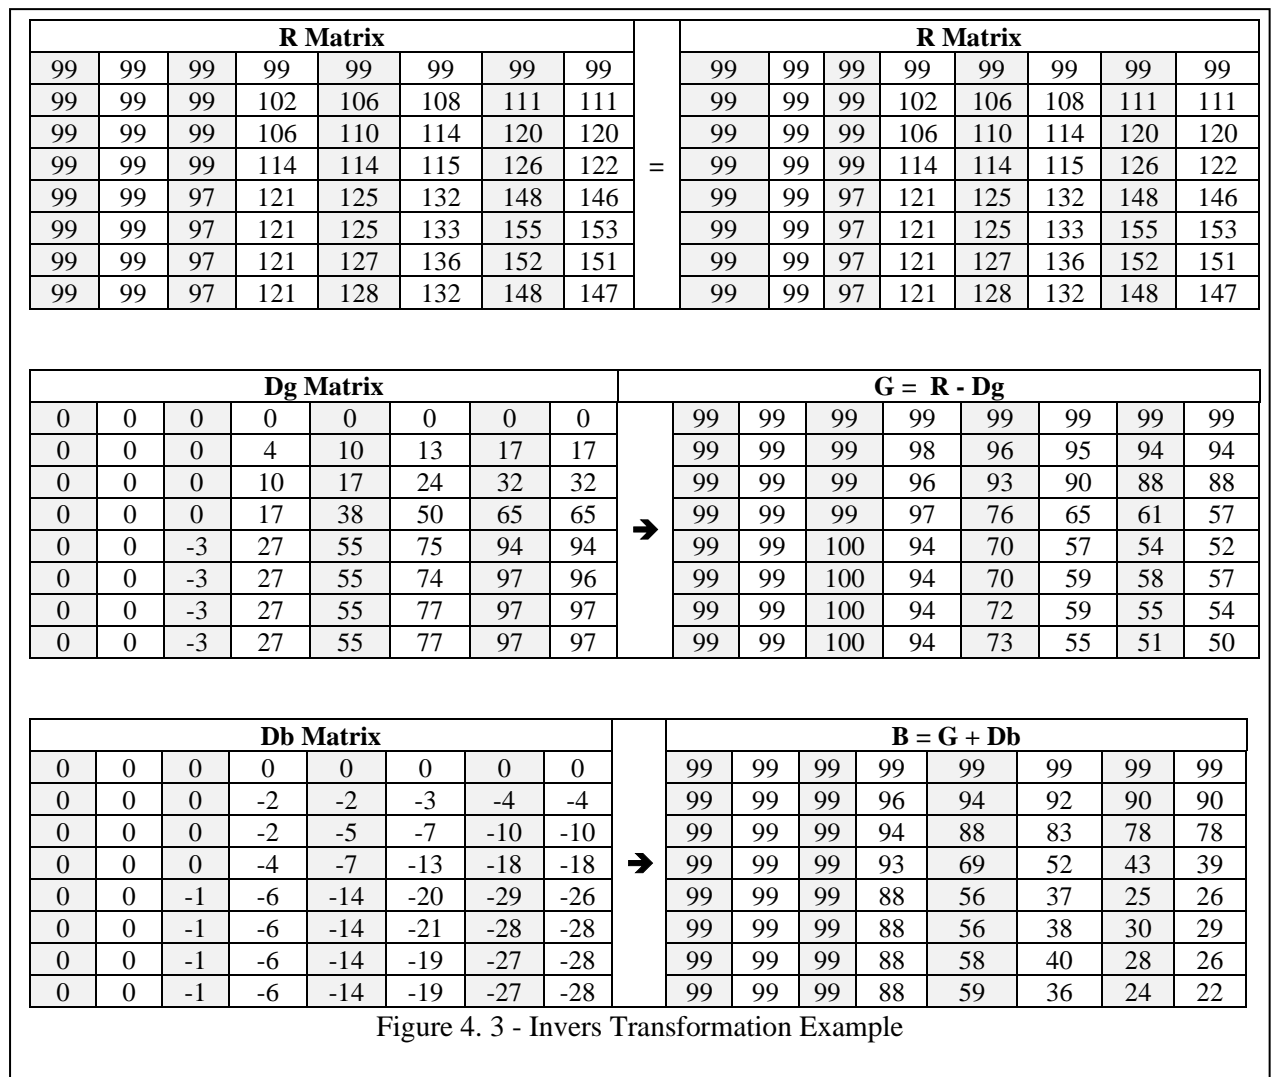 R Matrix R Matrix
99 99 99 99 99 99 99 99 99 99 99 99 99 99 99 99
99 99 99 102 106 108 111 111 99 99 99 102 106 108 111 111
99 99 99 106 110 114 120 120 99 99 99 106 110 114 120 120
99 99 99 114 114 115 126 122 = 99 99 99 114 114 115 126 122
99 99 97 121 125 132 148 146 99 99 97 121 125 132 148 146
99 99 97 121 125 133 155 153 99 99 97 121 125 133 155 153
99 99 97 121 127 136 152 151 99 99 97 121 127 136 152 151
99 99 97 121 128 132 148 147 99 99 97 121 128 132 148 147
Dg Matrix G = R - Dg
0 0 0 0 0 0 0 0 99 99 99 99 99 99 99 99
0 0 0 4 10 13 17 17 99 99 99 98 96 95 94 94
0 0 0 10 17 24 32 32 99 99 99 96 93 90 88 88
0 0 0 17 38 50 65 65 ➔ 99 99 99 97 76 65 61 57
0 0 -3 27 55 75 94 94 99 99 100 94 70 57 54 52
0 0 -3 27 55 74 97 96 99 99 100 94 70 59 58 57
0 0 -3 27 55 77 97 97 99 99 100 94 72 59 55 54
0 0 -3 27 55 77 97 97 99 99 100 94 73 55 51 50
Db Matrix B = G + Db
0 0 0 0 0 0 0 0 99 99 99 99 99 99 99 99
0 0 0 -2 -2 -3 -4 -4 99 99 99 96 94 92 90 90
0 0 0 -2 -5 -7 -10 -10 99 99 99 94 88 83 78 78
0 0 0 -4 -7 -13 -18 -18 ➔ 99 99 99 93 69 52 43 39
0 0 -1 -6 -14 -20 -29 -26 99 99 99 88 56 37 25 26
0 0 -1 -6 -14 -21 -28 -28 99 99 99 88 56 38 30 29
0 0 -1 -6 -14 -19 -27 -28 99 99 99 88 58 40 28 26
0 0 -1 -6 -14 -19 -27 -28 99 99 99 88 59 36 24 22
Figure 4. 3 - Invers Transformation Example